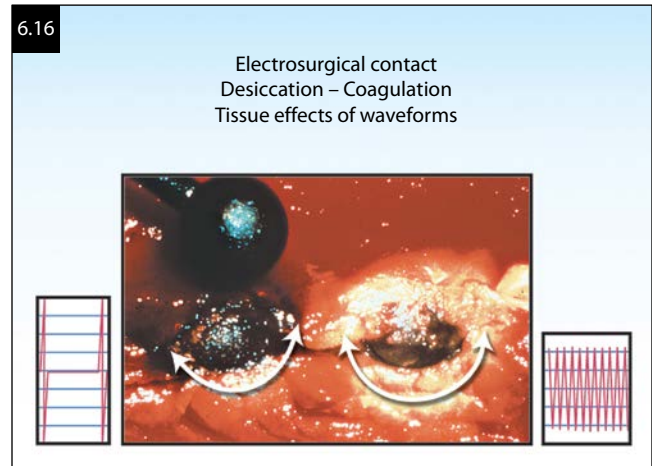 6.16
Electrosurgical contact
Desiccation – Coagulation
Tissue effects of waveforms